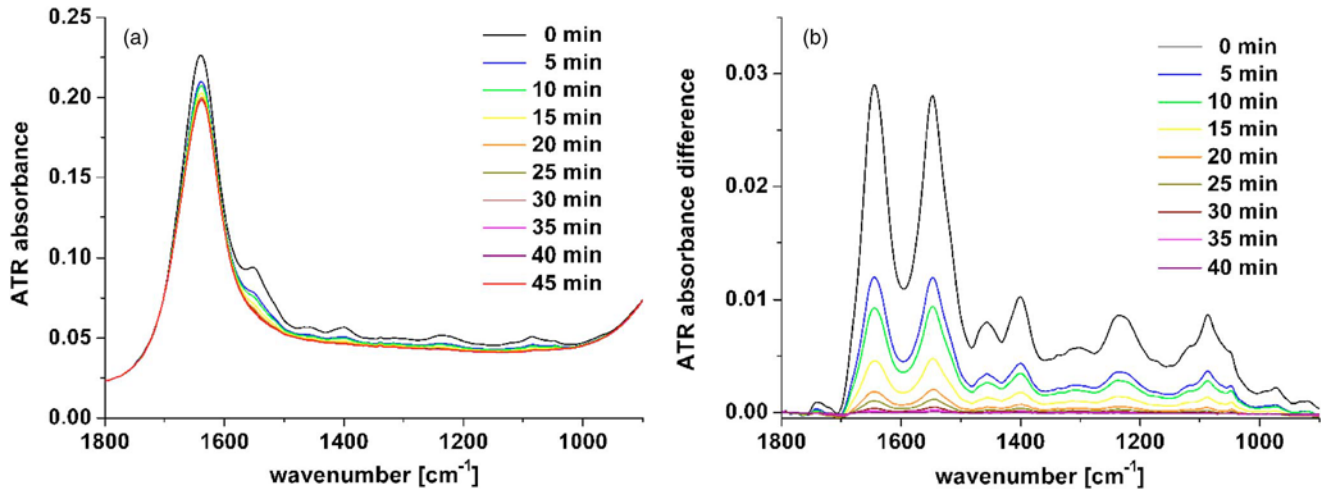 (a)
0 min
5 min
10 min
15 min
20 min
25 min
30 min
35 min
40 min
45 min
0.25
0.20
0.15
0.10
0.05
0.00
ATR absorbance
1800
1600
1400
1200
1000
wavenumber [cm⁻¹]
(b)
0 min
5 min
10 min
15 min
20 min
25 min
30 min
35 min
40 min
0.03
0.02
0.01
0.00
ATR absorbance difference
1800
1600
1400
1200
1000
wavenumber [cm⁻¹]